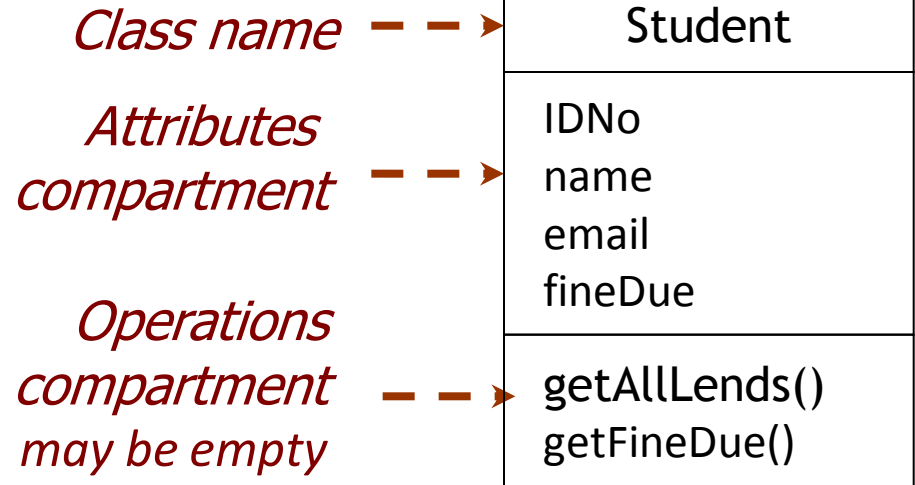 Class name
Student
Attributes
compartment
IDNo
name
email
fineDue
Operations
compartment
may be empty
getAllLends()
getFineDue()